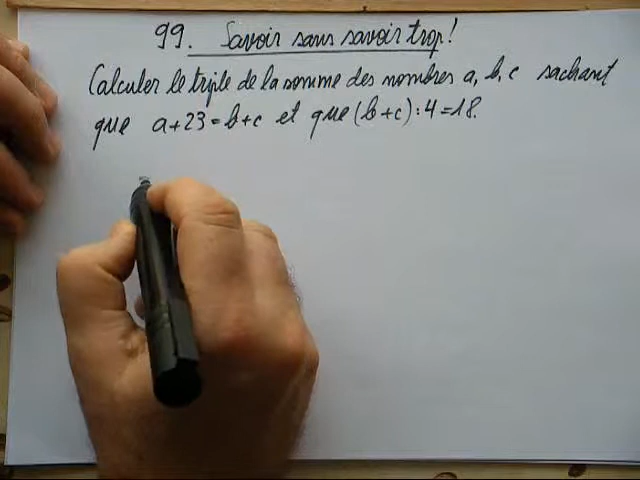 99. Savoir sans savoir trop!
Calculer le triple de la somme des nombres a, b, c sachant
que a+23=b+c et que (b+c):4=18.